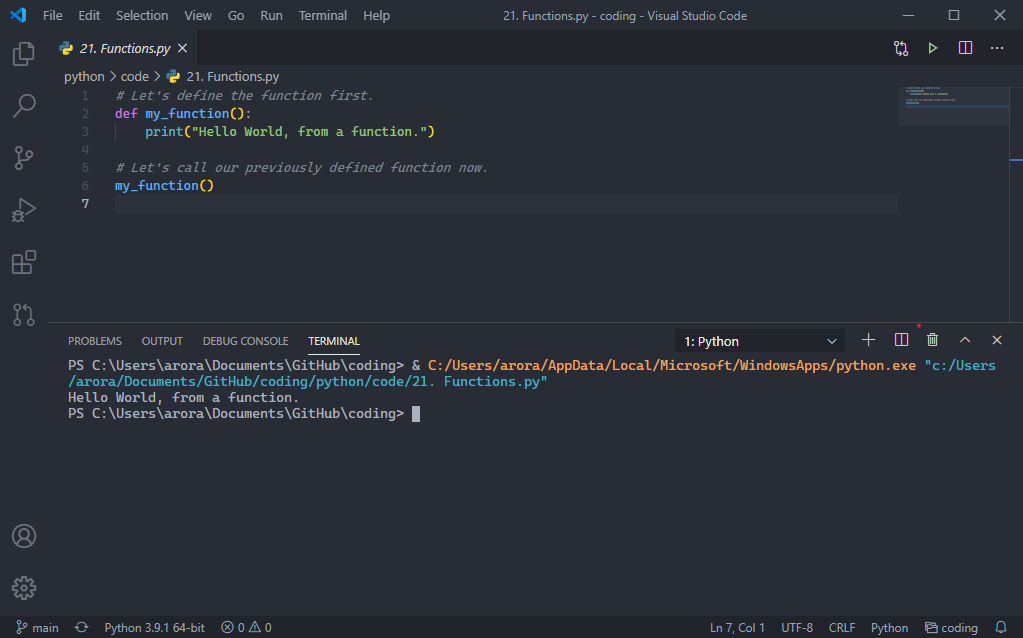 File Edit Selection View Go Run Terminal Help 21. Functions.py - coding - Visual Studio Code
21. Functions.py
python > code > 21. Functions.py
1 # Let's define the function first.
2 def my_function():
3 print("Hello World, from a function.")
4
5 # Let's call our previously defined function now.
6 my_function()
7
PROBLEMS OUTPUT DEBUG CONSOLE TERMINAL 1: Python
PS C:\Users\arora\Documents\GitHub\coding> & C:/Users/arora/AppData/Local/Microsoft/WindowsApps/python.exe "c:/Users
/arora/Documents/GitHub/coding/python/code/21. Functions.py"
Hello World, from a function.
PS C:\Users\arora\Documents\GitHub\coding>
main Python 3.9.1 64-bit 0 0 Ln 7, Col 1 UTF-8 CRLF Python coding